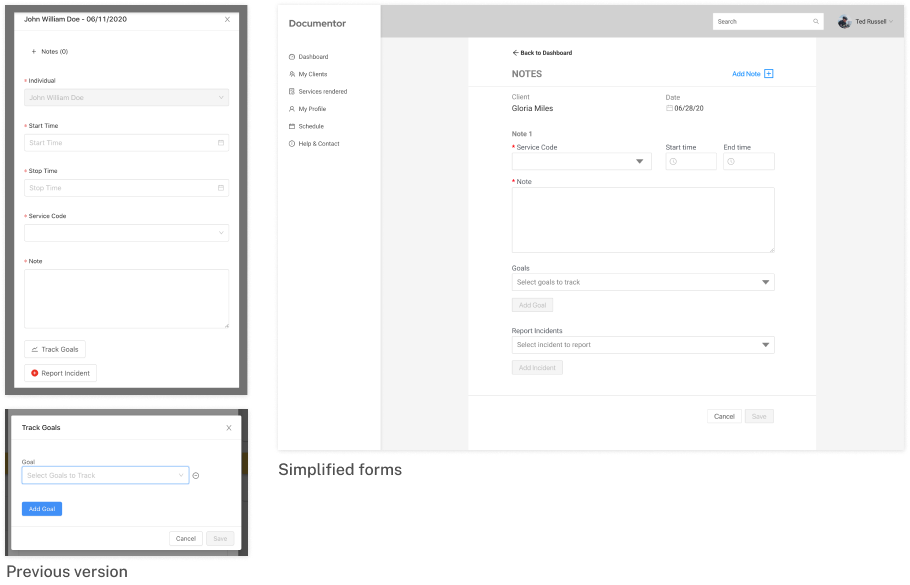 John William Doe - 06/11/2020
+ Notes (0)
* Individual
John William Doe
* Start Time
Start Time
* Stop Time
Stop Time
* Service Code
* Note
Track Goals
Report Incident
Track Goals
Goal
Select Goals to Track
Add Goal
Cancel Save
Previous version
Documentor
Search
Ted Russell
Dashboard
My Clients
Services rendered
My Profile
Schedule
Help & Contact
← Back to Dashboard
NOTES Add Note +
Client Date
Gloria Miles 06/28/20
Note 1
* Service Code Start time End time
* Note
Goals
Select goals to track
Add Goal
Report Incidents
Select incident to report
Add Incident
Cancel Save
Simplified forms